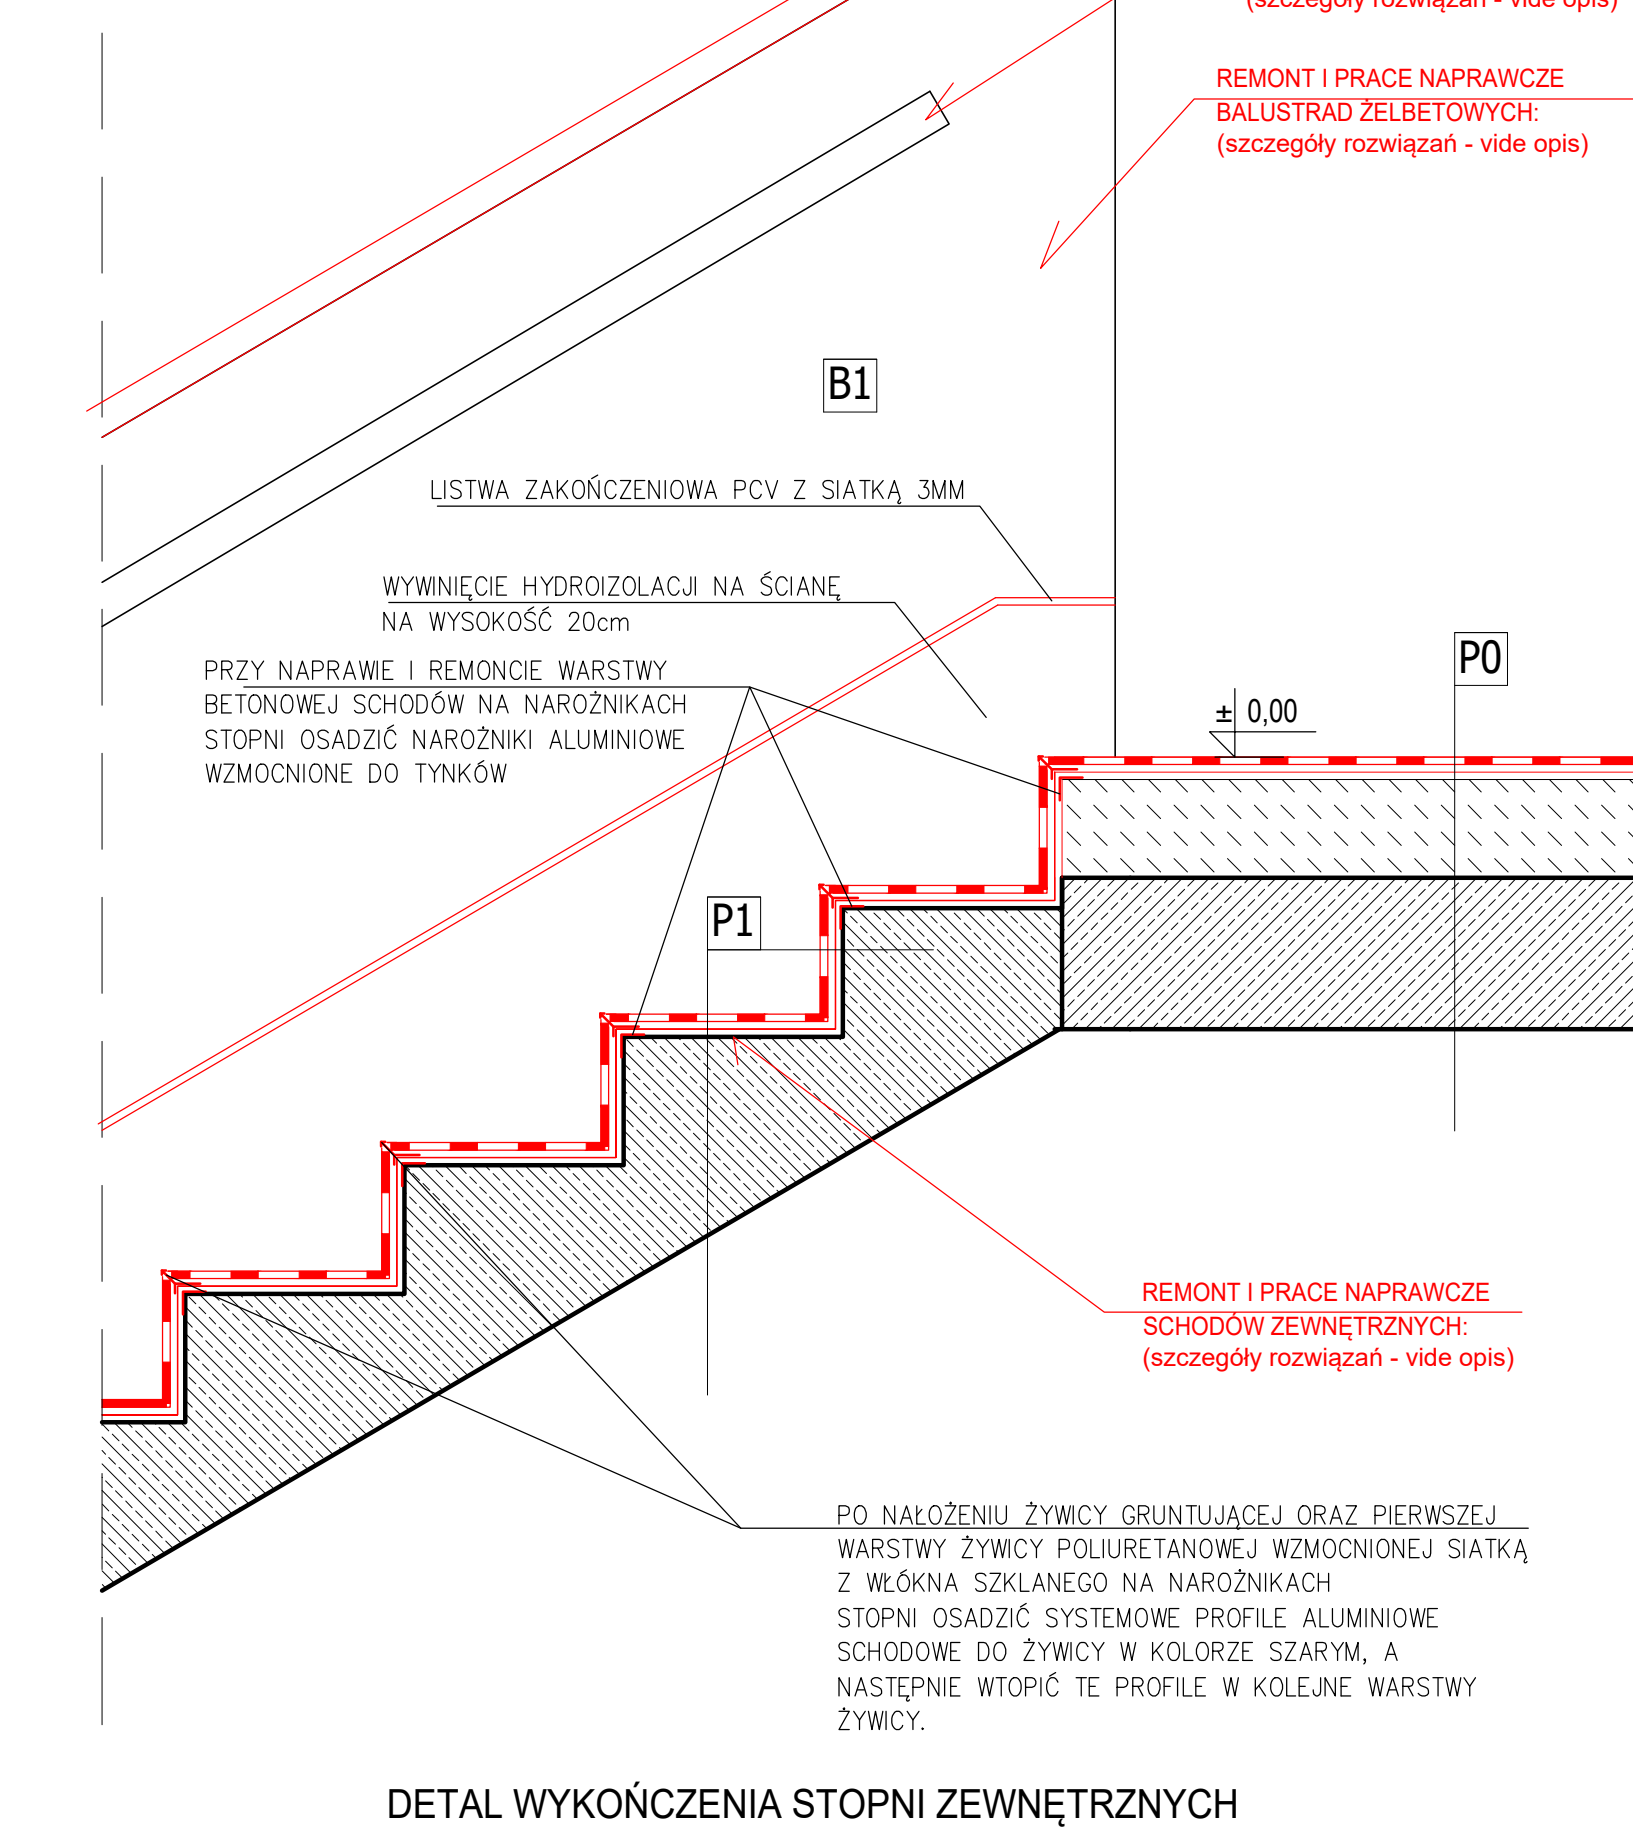 (szczegóły rozwiązań - vide opis)
REMONT I PRACE NAPRAWCZE
BALUSTRAD ŻELBETOWYCH:
(szczegóły rozwiązań - vide opis)
B1
LISTWA ZAKOŃCZENIOWA PCV Z SIATKĄ 3MM
WYWINIĘCIE HYDROIZOLACJI NA ŚCIANĘ
NA WYSOKOŚĆ 20cm
PRZY NAPRAWIE I REMONCIE WARSTWY
BETONOWEJ SCHODÓW NA NAROŻNIKACH
STOPNI OSADZIĆ NAROŻNIKI ALUMINIOWE
WZMOCNIONE DO TYNKÓW
P0
± 0,00
P1
REMONT I PRACE NAPRAWCZE
SCHODÓW ZEWNĘTRZNYCH:
(szczegóły rozwiązań - vide opis)
PO NAŁOŻENIU ŻYWICY GRUNTUJĄCEJ ORAZ PIERWSZEJ
WARSTWY ŻYWICY POLIURETANOWEJ WZMOCNIONEJ SIATKĄ
Z WŁÓKNA SZKLANEGO NA NAROŻNIKACH
STOPNI OSADZIĆ SYSTEMOWE PROFILE ALUMINIOWE
SCHODOWE DO ŻYWICY W KOLORZE SZARYM, A
NASTĘPNIE WTOPIĆ TE PROFILE W KOLEJNE WARSTWY
ŻYWICY.
DETAL WYKOŃCZENIA STOPNI ZEWNĘTRZNYCH